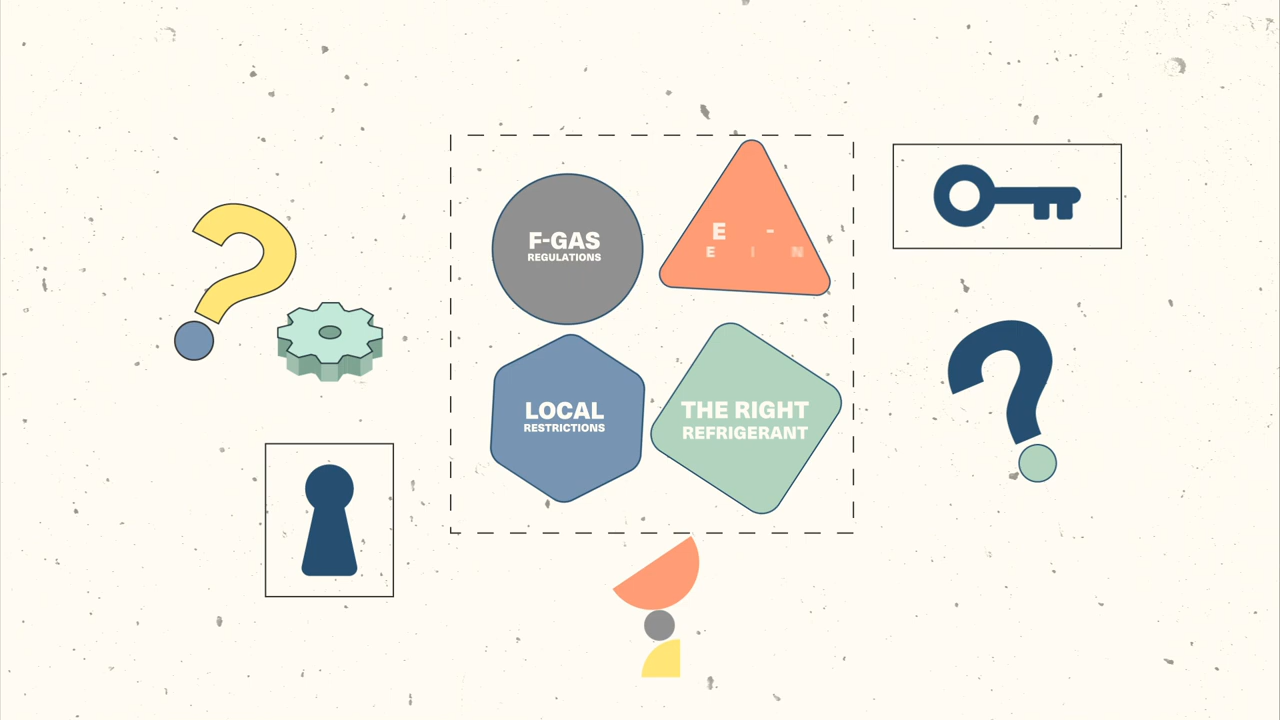 F-GAS
REGULATIONS
E -
E I N
LOCAL
RESTRICTIONS
THE RIGHT
REFRIGERANT